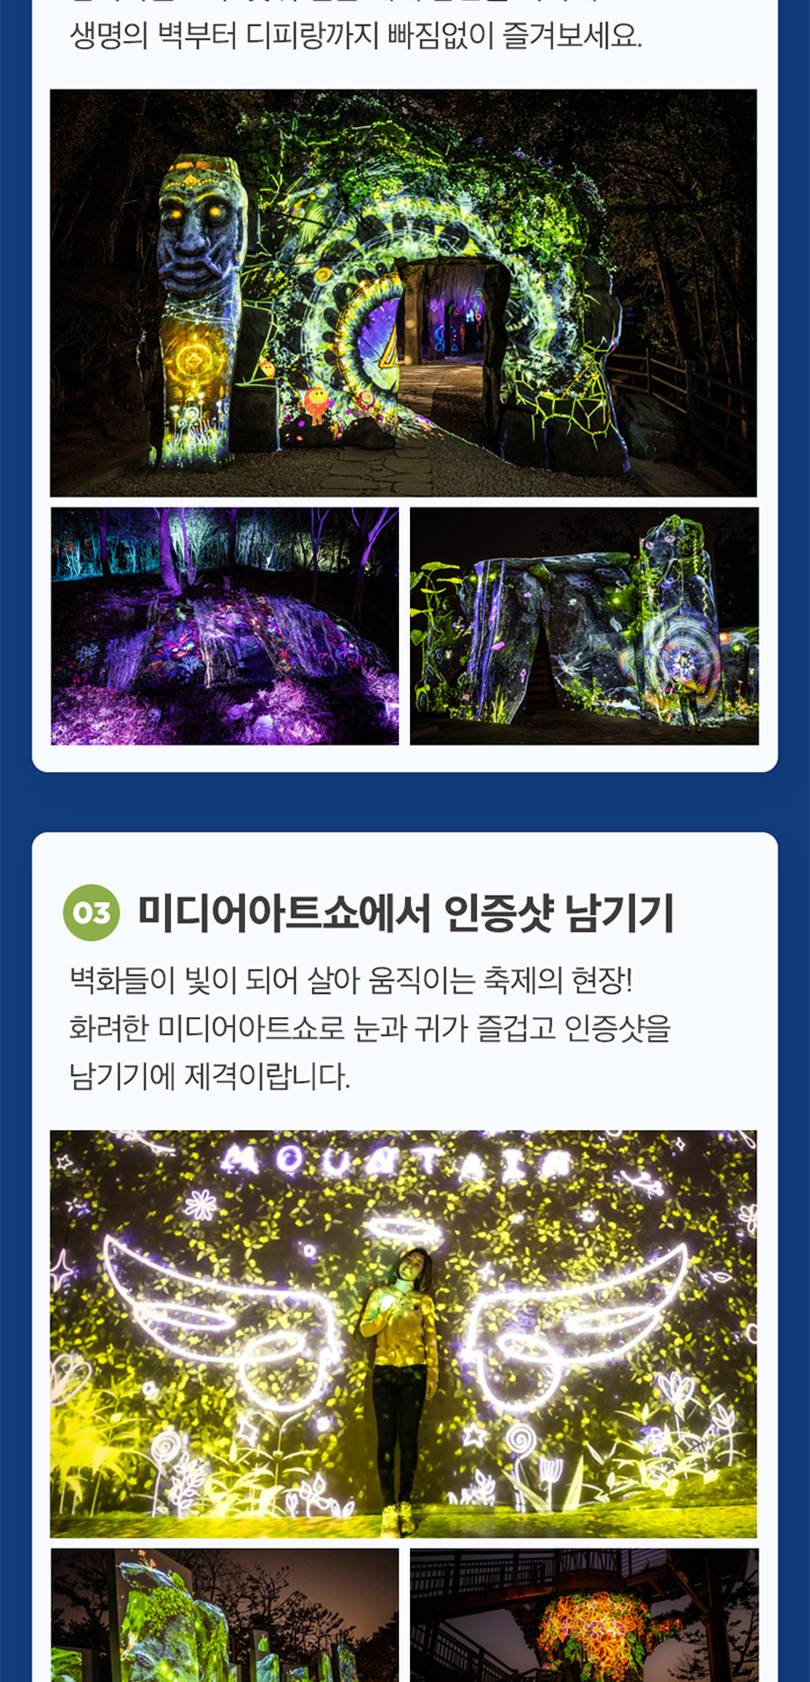 생명의 벽부터 디피랑까지 빠짐없이 즐겨보세요.
03 미디어아트쇼에서 인증샷 남기기
벽화들이 빛이 되어 살아 움직이는 축제의 현장!
화려한 미디어아트쇼로 눈과 귀가 즐겁고 인증샷을
남기기에 제격이랍니다.
MOUNTAIN